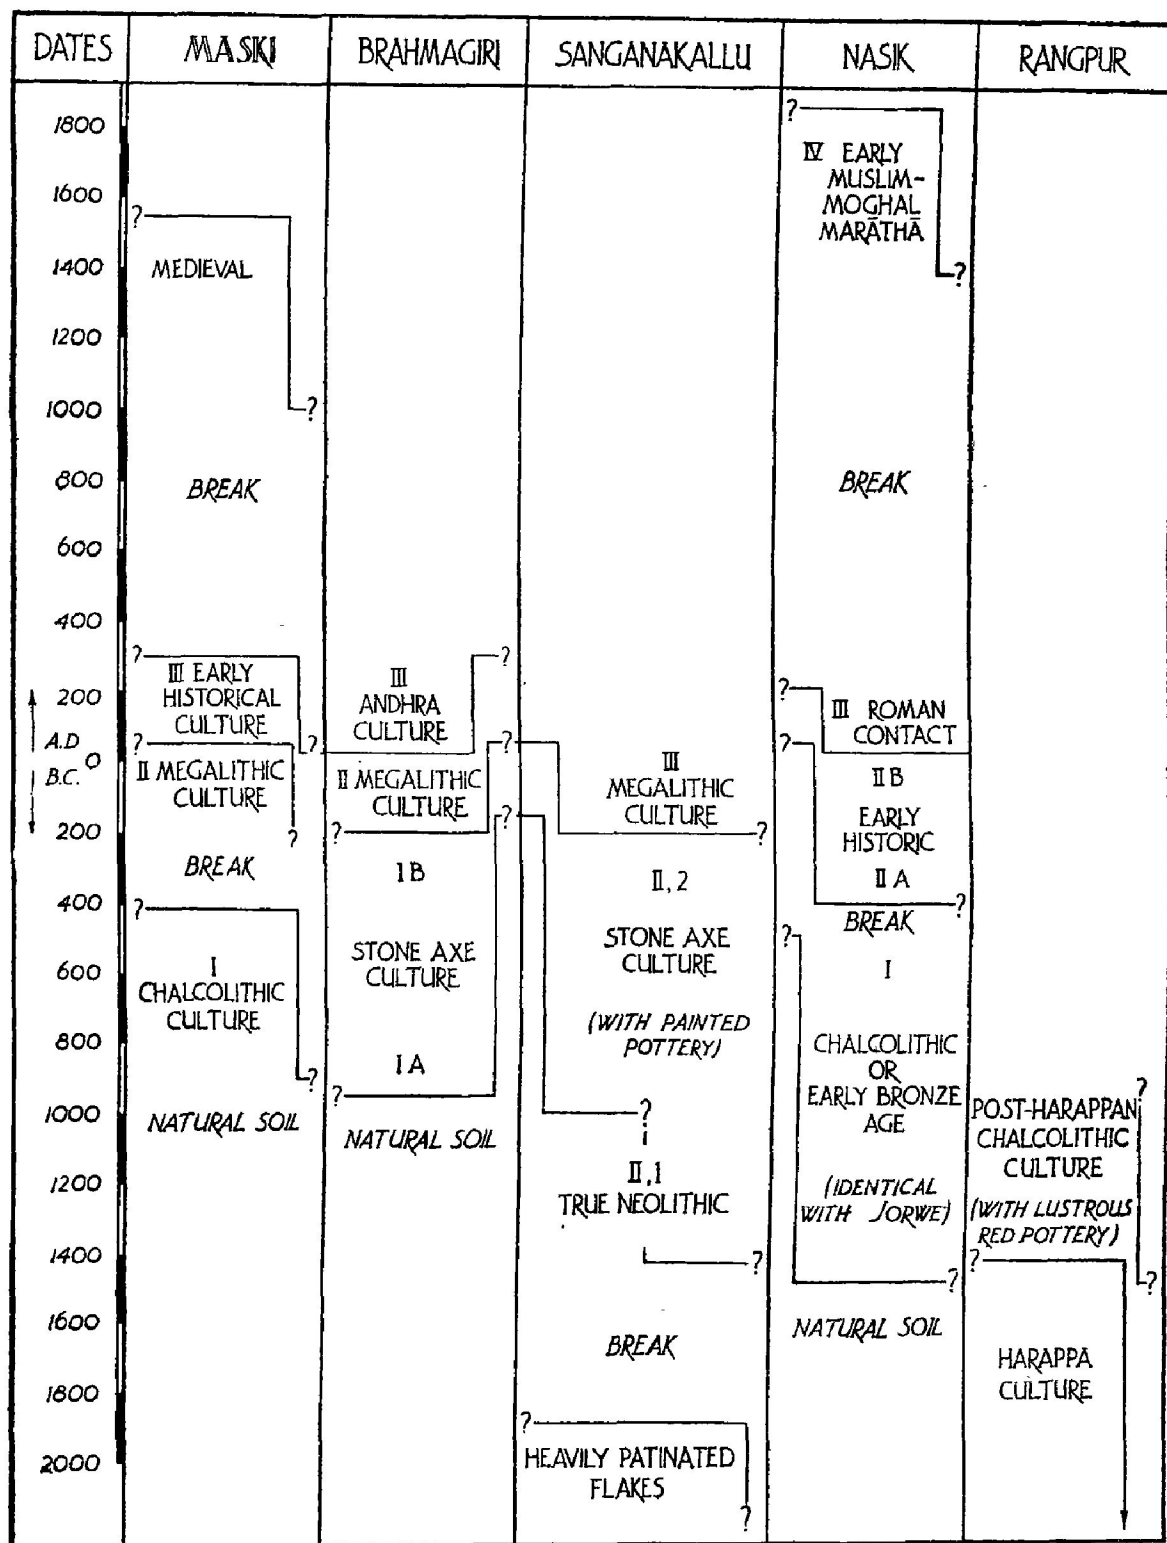 DATES
MASKI
BRAHMAGIRI
SANGANAKALLU
NASIK
RANGPUR
1800
1600
1400
1200
1000
800
600
400
200
A.D
0
B.C.
200
400
600
800
1000
1200
1400
1600
1800
2000
?
MEDIEVAL
?
BREAK
?
III EARLY
HISTORICAL
CULTURE
?
?
II MEGALITHIC
CULTURE
?
BREAK
?
I
CHALCOLITHIC
CULTURE
?
NATURAL SOIL
?
III
ANDHRA
CULTURE
?
II MEGALITHIC
CULTURE
?
?
I B
STONE AXE
CULTURE
I A
?
NATURAL SOIL
III
MEGALITHIC
CULTURE
?
II, 2
STONE AXE
CULTURE
(WITH PAINTED
POTTERY)
?
II, 1
TRUE NEOLITHIC
?
BREAK
?
HEAVILY PATINATED
FLAKES
?
?
IV EARLY
MUSLIM-
MOGHAL
MARĀTHĀ
?
BREAK
?
III ROMAN
CONTACT
?
II B
EARLY
HISTORIC
II A
?
BREAK
?
I
CHALCOLITHIC
OR
EARLY BRONZE
AGE
(IDENTICAL
WITH JORWE)
?
NATURAL SOIL
?
POST-HARAPPAN
CHALCOLITHIC
CULTURE
(WITH LUSTROUS
RED POTTERY)
?
?
HARAPPA
CULTURE